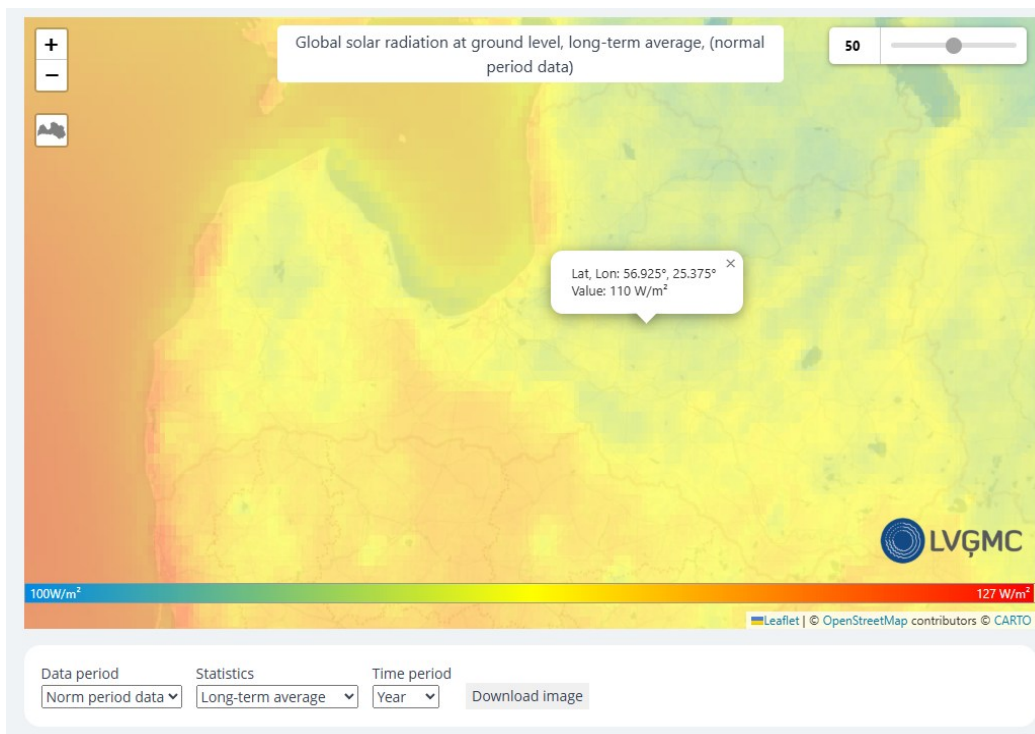 +
−
Global solar radiation at ground level, long-term average, (normal
period data)
50
Lat, Lon: 56.925°, 25.375°
Value: 110 W/m²
×
LVĢMC
100W/m²
127 W/m²
Leaflet | © OpenStreetMap contributors © CARTO
Data period
Statistics
Time period
Norm period data
Long-term average
Year
Download image